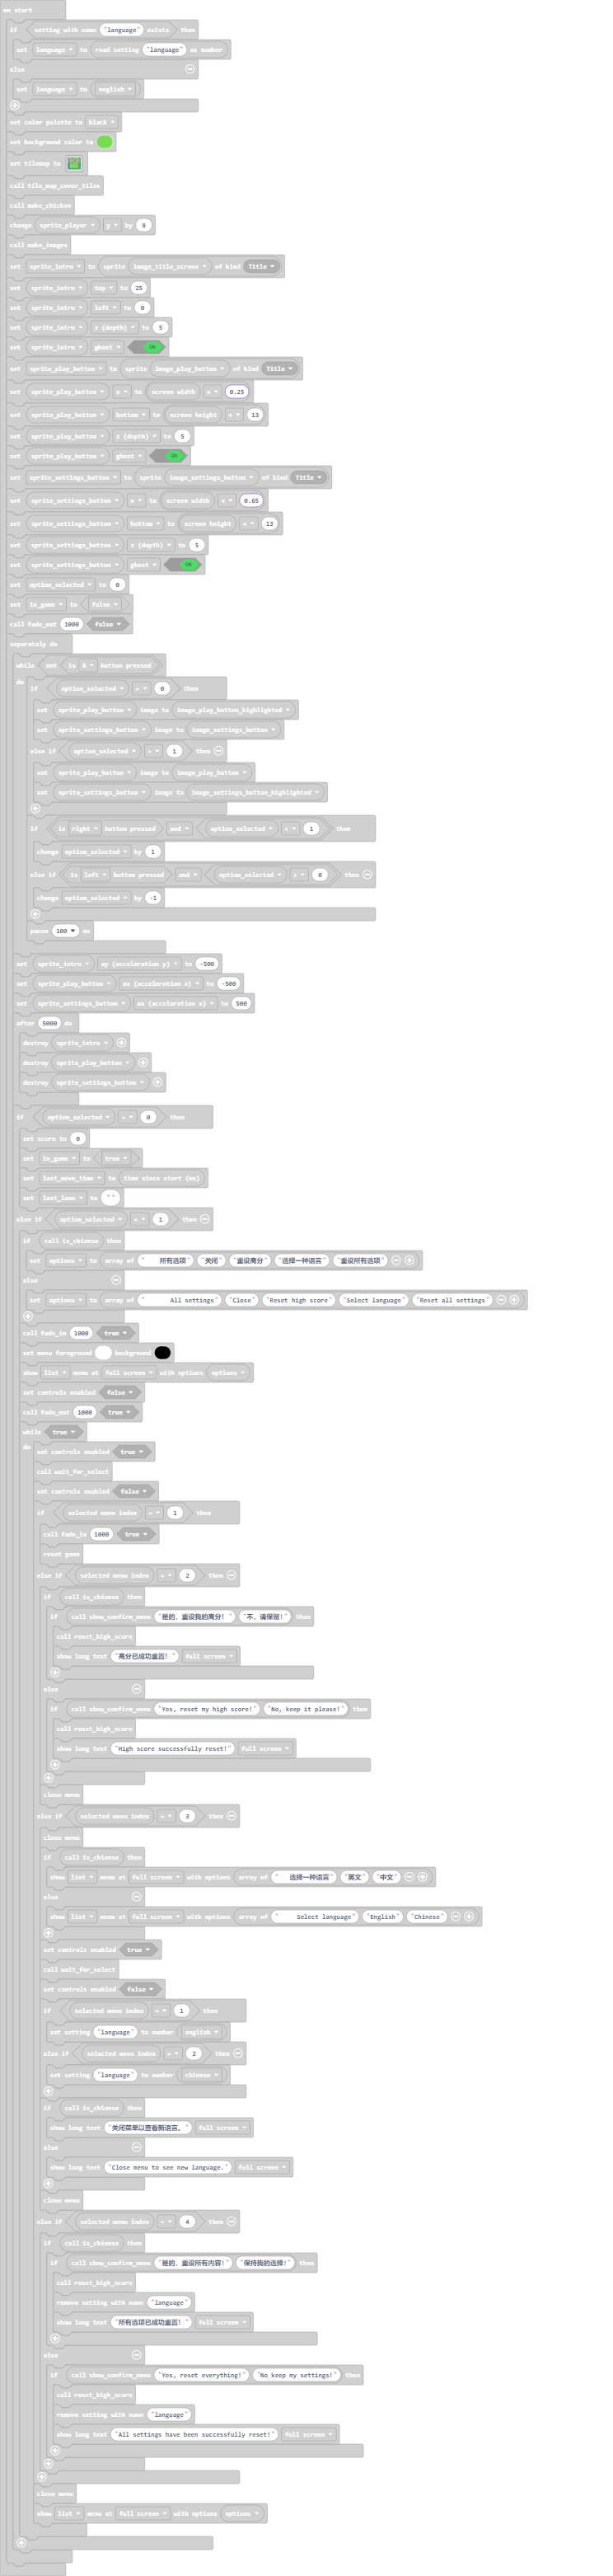 on start
if setting with name "language" exists then
set language to read setting "language" as number
else
set language to english
set color palette to black
set background color to
set tilemap to
call tile_map_cover_tiles
call make_chicken
change sprite_player y by 8
call make_images
set sprite_intro to sprite image_title_screen of kind Title
set sprite_intro top to 25
set sprite_intro left to 0
set sprite_intro z (depth) to 5
set sprite_intro ghost ON
set sprite_play_button to sprite image_play_button of kind Title
set sprite_play_button x to screen width × 0.25
set sprite_play_button bottom to screen height + 13
set sprite_play_button z (depth) to 5
set sprite_play_button ghost ON
set sprite_settings_button to sprite image_settings_button of kind Title
set sprite_settings_button x to screen width × 0.65
set sprite_settings_button bottom to screen height + 13
set sprite_settings_button z (depth) to 5
set sprite_settings_button ghost ON
set option_selected to 0
set in_game to false
call fade_out 1000 false
separately do
while not is A button pressed
do if option_selected = 0 then
set sprite_play_button image to image_play_button_highlighted
set sprite_settings_button image to image_settings_button
else if option_selected = 1 then
set sprite_play_button image to image_play_button
set sprite_settings_button image to image_settings_button_highlighted
if is right button pressed and option_selected < 1 then
change option_selected by 1
else if is left button pressed and option_selected > 0 then
change option_selected by -1
pause 100 ms
set sprite_intro ay (acceleration y) to -500
set sprite_play_button ax (acceleration x) to -500
set sprite_settings_button ax (acceleration x) to 500
after 5000 do
destroy sprite_intro
destroy sprite_play_button
destroy sprite_settings_button
if option_selected = 0 then
set score to 0
set in_game to true
set last_move_time to time since start (ms)
set last_lane to ""
else if option_selected = 1 then
if call is_chinese then
set options to array of " 所有选项" "关闭" "重设高分" "选择一种语言" "重设所有选项"
else
set options to array of " All settings" "Close" "Reset high score" "Select language" "Reset all settings"
call fade_in 1000 true
set menu foreground background
show list menu at full screen with options options
set controls enabled false
call fade_out 1000 true
while true
do set controls enabled true
call wait_for_select
set controls enabled false
if selected menu index = 1 then
call fade_in 1000 true
reset game
else if selected menu index = 2 then
if call is_chinese then
if call show_confirm_menu "是的，重设我的高分！" "不，请保留！" then
call reset_high_score
show long text "高分已成功重返！" full screen
else
if call show_confirm_menu "Yes, reset my high score!" "No, keep it please!" then
call reset_high_score
show long text "High score successfully reset!" full screen
close menu
else if selected menu index = 3 then
close menu
if call is_chinese then
show list menu at full screen with options array of " 选择一种语言" "英文" "中文"
else
show list menu at full screen with options array of " Select language" "English" "Chinese"
set controls enabled true
call wait_for_select
set controls enabled false
if selected menu index = 1 then
set setting "language" to number english
else if selected menu index = 2 then
set setting "language" to number chinese
if call is_chinese then
show long text "关闭菜单以查看新语言。" full screen
else
show long text "Close menu to see new language." full screen
close menu
else if selected menu index = 4 then
if call is_chinese then
if call show_confirm_menu "是的，重设所有内容！" "保持我的选择！" then
call reset_high_score
remove setting with name "language"
show long text "所有选项已成功重返！" full screen
else
if call show_confirm_menu "Yes, reset everything!" "No keep my settings!" then
call reset_high_score
remove setting with name "language"
show long text "All settings have been successfully reset!" full screen
close menu
show list menu at full screen with options options